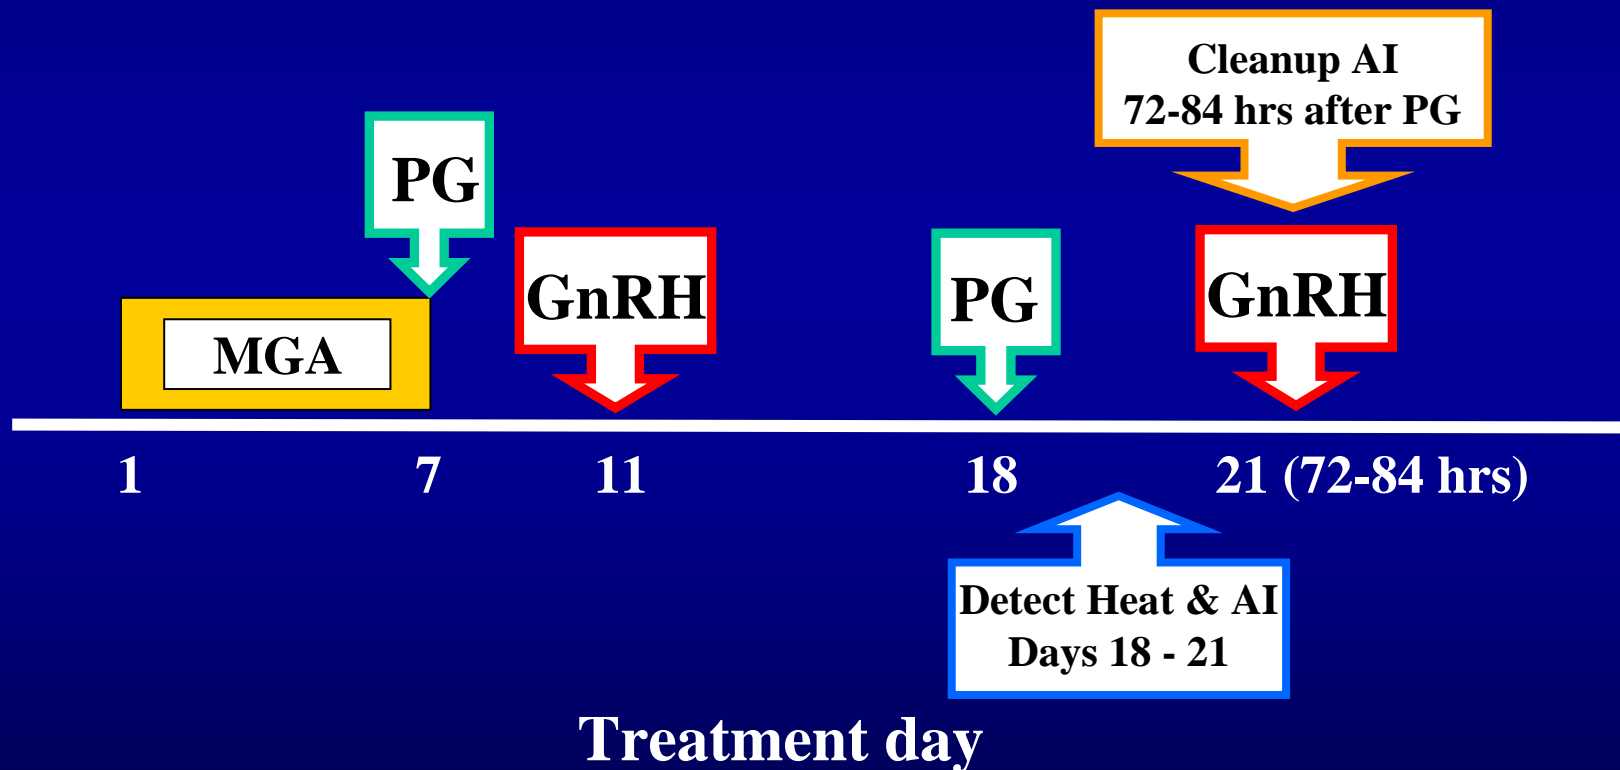 Cleanup AI
72-84 hrs after PG
PG
GnRH
PG
GnRH
MGA
1
7
11
18
21 (72-84 hrs)
Detect Heat & AI
Days 18 - 21
Treatment day